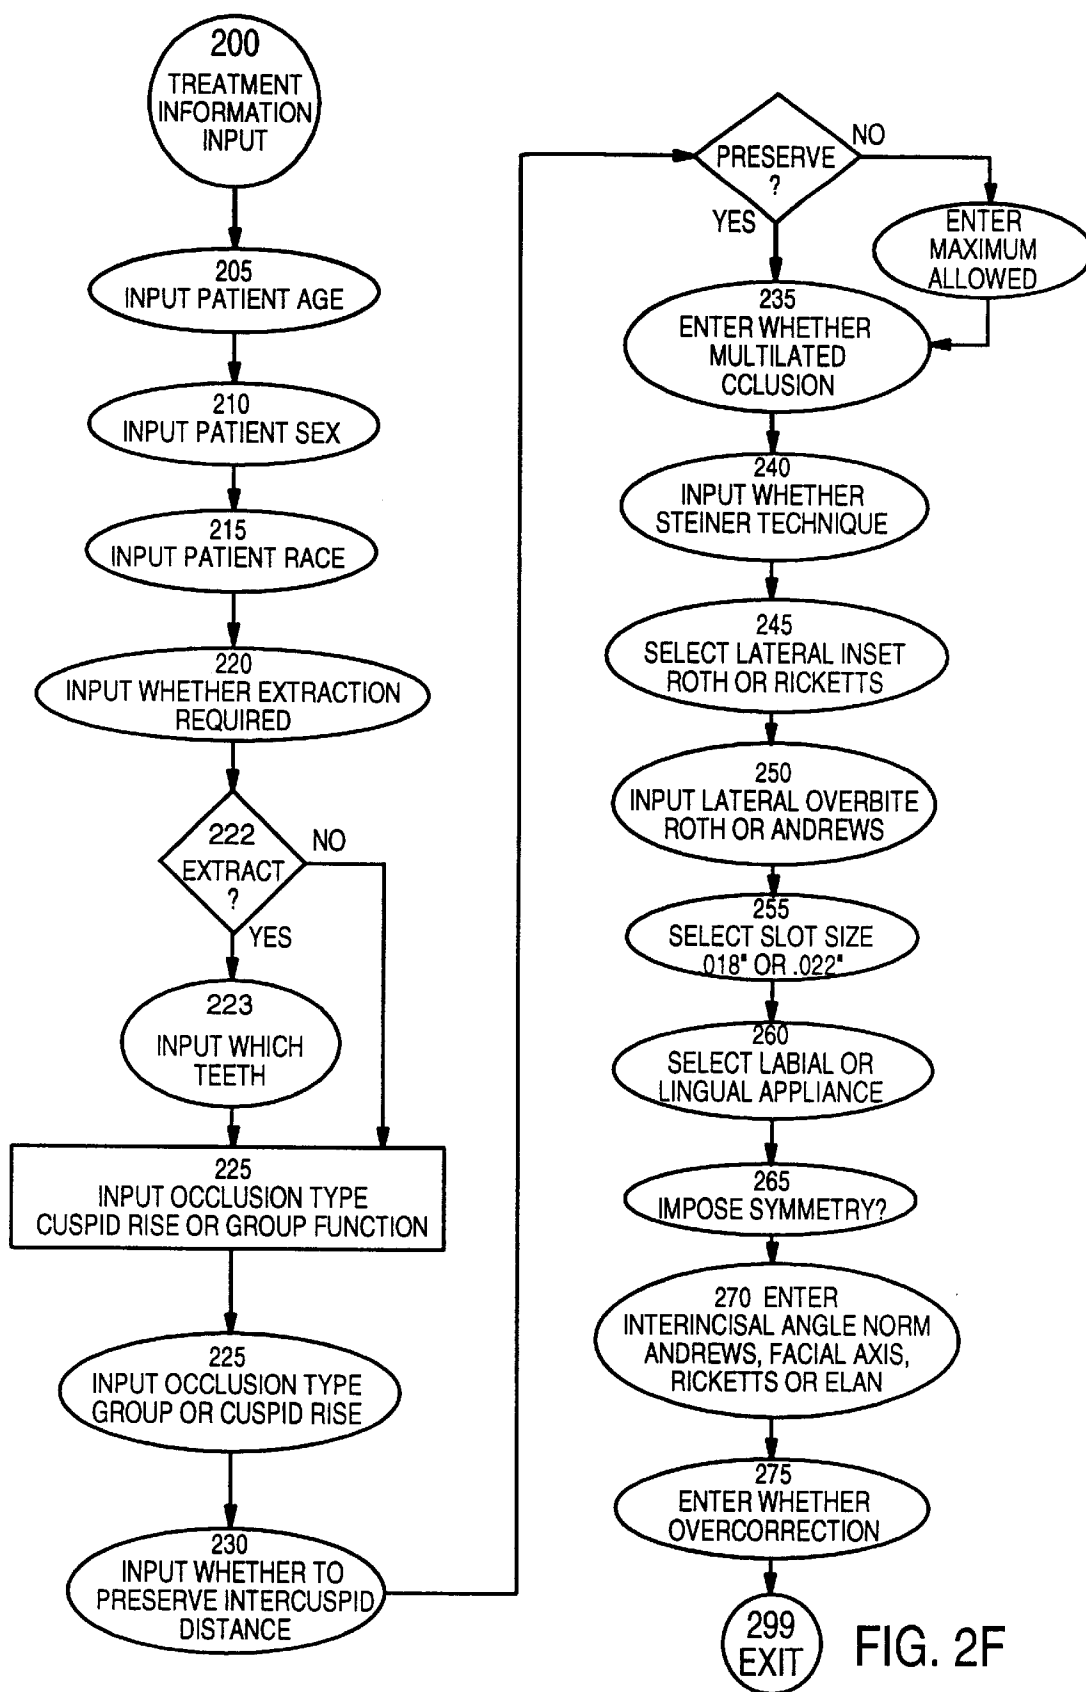 200
TREATMENT
INFORMATION
INPUT
205
INPUT PATIENT AGE
210
INPUT PATIENT SEX
215
INPUT PATIENT RACE
220
INPUT WHETHER EXTRACTION
REQUIRED
222
EXTRACT
?
NO
YES
223
INPUT WHICH
TEETH
225
INPUT OCCLUSION TYPE
CUSPID RISE OR GROUP FUNCTION
225
INPUT OCCLUSION TYPE
GROUP OR CUSPID RISE
230
INPUT WHETHER TO
PRESERVE INTERCUSPID
DISTANCE
PRESERVE
?
NO
YES
ENTER
MAXIMUM
ALLOWED
235
ENTER WHETHER
MULTILATED
CCLUSION
240
INPUT WHETHER
STEINER TECHNIQUE
245
SELECT LATERAL INSET
ROTH OR RICKETTS
250
INPUT LATERAL OVERBITE
ROTH OR ANDREWS
255
SELECT SLOT SIZE
.018" OR .022"
260
SELECT LABIAL OR
LINGUAL APPLIANCE
265
IMPOSE SYMMETRY?
270 ENTER
INTERINCISAL ANGLE NORM
ANDREWS, FACIAL AXIS,
RICKETTS OR ELAN
275
ENTER WHETHER
OVERCORRECTION
299
EXIT
FIG. 2F